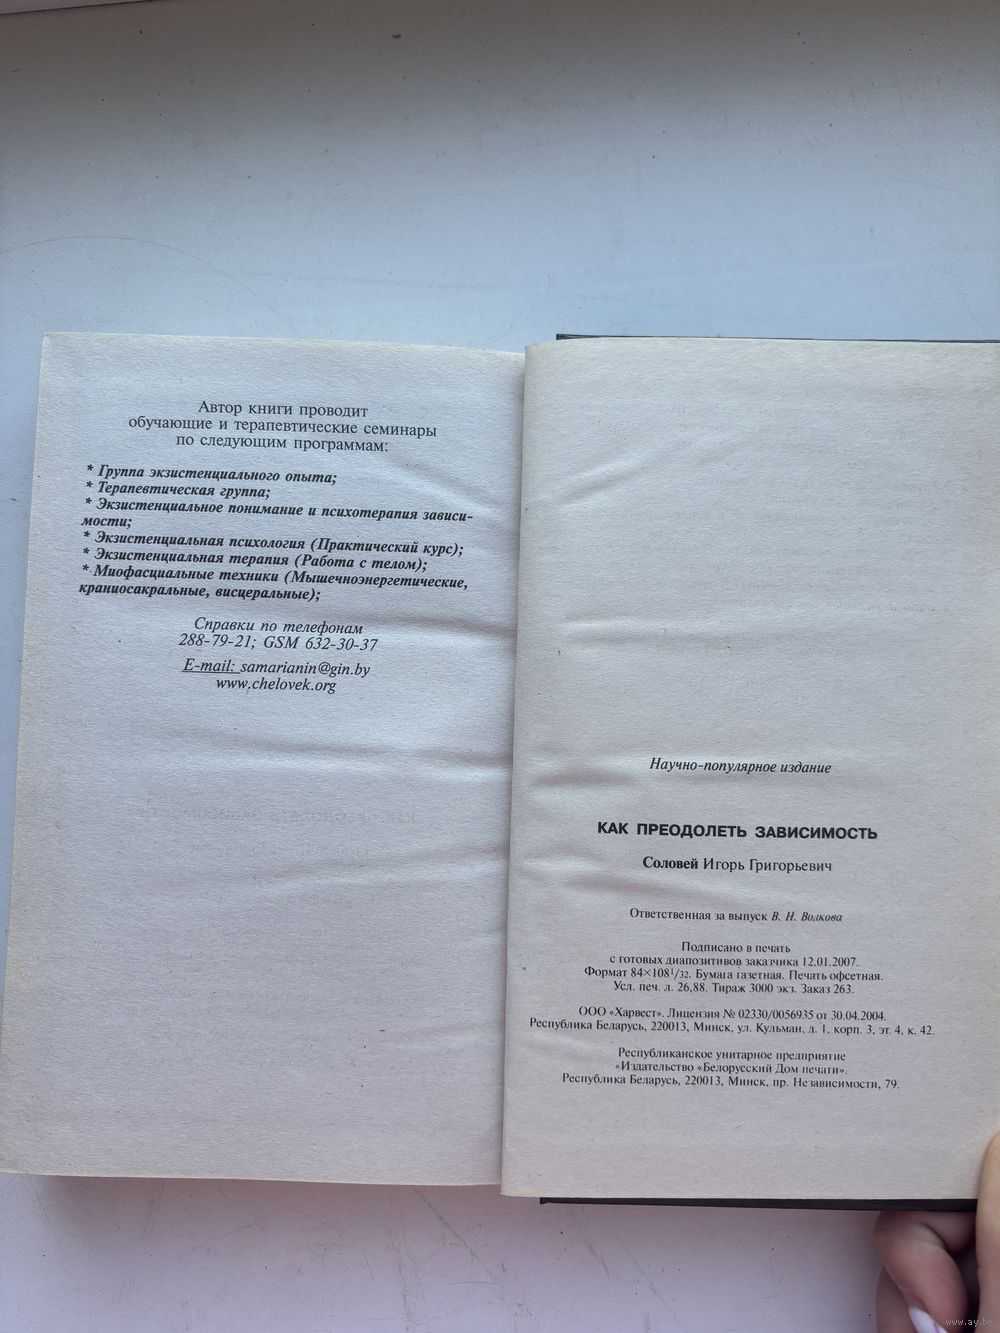 Автор книги проводит
обучающие и терапевтические семинары
по следующим программам:
* Группа экзистенциального опыта;
* Терапевтическая группа;
* Экзистенциальное понимание и психотерапия зависи-
мости;
* Экзистенциальная психология (Практический курс);
* Экзистенциальная терапия (Работа с телом);
* Миофасциальные техники (Мышечноэнергетические,
краниосакральные, висцеральные);
Справки по телефонам
288-79-21; GSM 632-30-37
E-mail: samarianin@gin.by
www.chelovek.org
Научно-популярное издание
КАК ПРЕОДОЛЕТЬ ЗАВИСИМОСТЬ
Соловей Игорь Григорьевич
Ответственная за выпуск В. Н. Волкова
Подписано в печать
с готовых диапозитивов заказчика 12.01.2007.
Формат 84×108 1/32. Бумага газетная. Печать офсетная.
Усл. печ. л. 26,88. Тираж 3000 экз. Заказ 263.
ООО «Харвест». Лицензия № 02330/0056935 от 30.04.2004.
Республика Беларусь, 220013, Минск, ул. Кульман, д. 1, корп. 3, эт. 4, к. 42.
Республиканское унитарное предприятие
«Издательство «Белорусский Дом печати».
Республика Беларусь, 220013, Минск, пр. Независимости, 79.
www.ay.by